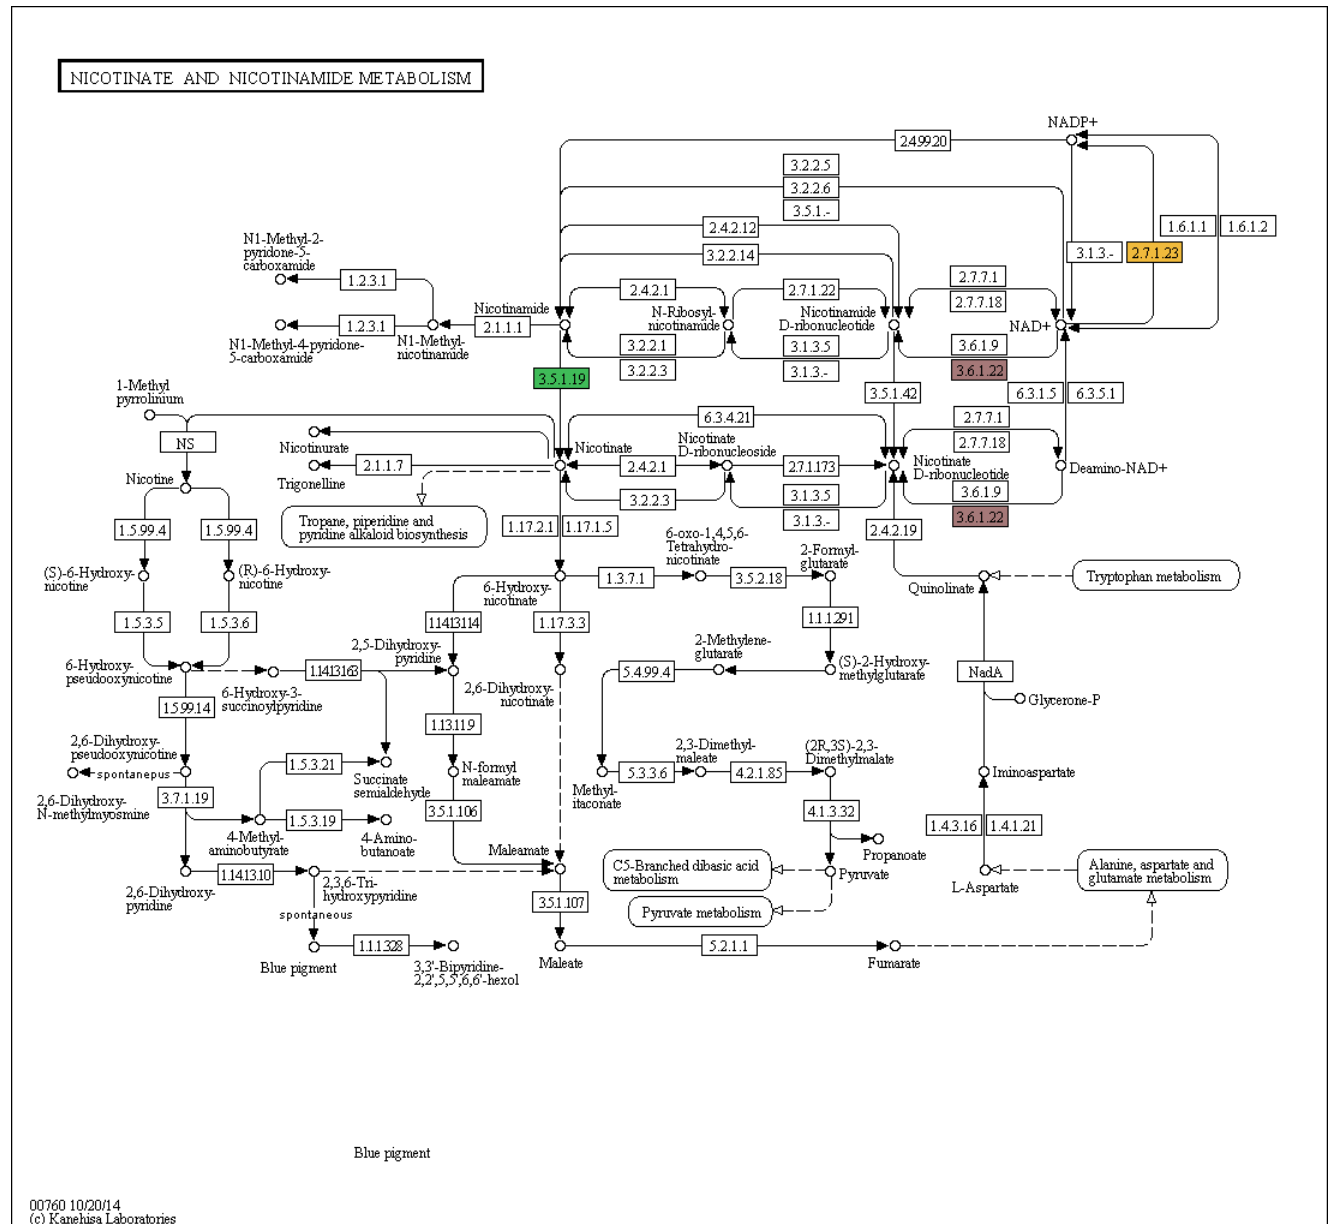 NICOTINATE AND NICOTINAMIDE METABOLISM
NADP+
2.4.99.20
3.2.2.5
3.2.2.6
3.5.1.-
2.4.2.12
3.2.2.14
1.6.1.1
1.6.1.2
3.1.3.-
2.7.1.23
N1-Methyl-2-
pyridone-5-
carboxamide
1.2.3.1
Nicotinamide
2.4.2.1
N-Ribosyl-
nicotinamide
2.7.1.22
Nicotinamide
D-ribonucleotide
2.7.7.1
2.7.7.18
NAD+
1.2.3.1
2.1.1.1
N1-Methyl-4-pyridone-
5-carboxamide
N1-Methyl-
nicotinamide
3.2.2.1
3.2.2.3
3.1.3.5
3.1.3.-
3.6.1.9
3.6.1.22
3.5.1.19
3.5.1.42
6.3.1.5
6.3.5.1
1-Methyl
pyrrolinium
NS
Nicotine
Nicotinurate
2.1.1.7
Trigonelline
Nicotinate
6.3.4.21
Nicotinate
D-ribonucleoside
2.4.2.1
2.7.1.173
3.2.2.3
3.1.3.5
3.1.3.-
2.7.7.1
2.7.7.18
Nicotinate
D-ribonucleotide
Deamino-NAD+
3.6.1.9
3.6.1.22
Tropane, piperidine and
pyridine alkaloid biosynthesis
1.17.2.1
1.17.1.5
2.4.2.19
1.5.99.4
1.5.99.4
(S)-6-Hydroxy-
nicotine
(R)-6-Hydroxy-
nicotine
6-oxo-1,4,5,6-
Tetrahydro-
nicotinate
2-Formyl-
glutarate
6-Hydroxy-
nicotinate
1.3.7.1
3.5.2.18
Quinolinate
Tryptophan metabolism
1.5.3.5
1.5.3.6
1.14.13.114
1.17.3.3
1.1.1.291
6-Hydroxy-
pseudooxynicotine
6-Hydroxy-3-
succinoylpyridine
1.14.13.163
2,5-Dihydroxy-
pyridine
2,6-Dihydroxy-
nicotinate
2-Methylene-
glutarate
5.4.99.4
(S)-2-Hydroxy-
methylglutarate
NadA
Glycerone-P
1.5.99.14
1.13.11.9
2,6-Dihydroxy-
pseudooxynicotine
spontanepus
2,6-Dihydroxy-
N-methylmyosmine
3.7.1.19
1.5.3.21
Succinate
semialdehyde
N-formyl
maleamate
2,3-Dimethyl-
maleate
(2R,3S)-2,3-
Dimethylmalate
5.3.3.6
4.2.1.85
Methyl-
itaconate
Iminoaspartate
4-Methyl-
aminobutyrate
1.5.3.19
4-Amino-
butanoate
3.5.1.106
4.1.3.32
1.4.3.16
1.4.1.21
Maleamate
Propanoate
2,6-Dihydroxy-
pyridine
1.14.13.10
2,3,6-Tri-
hydroxypyridine
C5-Branched dibasic acid
metabolism
Pyruvate
L-Aspartate
Alanine, aspartate and
glutamate metabolism
spontaneous
3.5.1.107
Pyruvate metabolism
Blue pigment
1.1.1.328
3,3'-Bipyridine-
2,2',5,5',6,6'-hexol
Maleate
5.2.1.1
Fumarate
Blue pigment
00760 10/20/14
(c) Kanehisa Laboratories